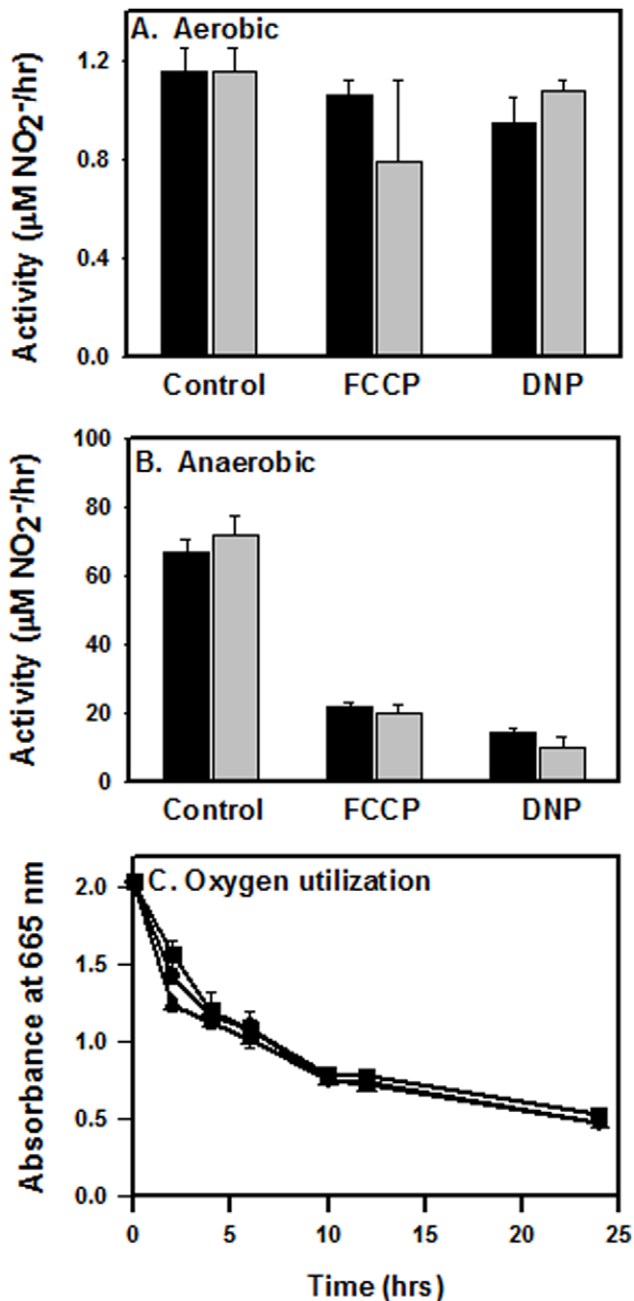 A. Aerobic
Activity (µM NO₂⁻/hr)
1.2
0.8
0.4
0.0
Control FCCP DNP
B. Anaerobic
Activity (µM NO₂⁻/hr)
100
80
60
40
20
0
Control FCCP DNP
C. Oxygen utilization
Absorbance at 665 nm
2.0
1.5
1.0
0.5
0.0
0 5 10 15 20 25
Time (hrs)